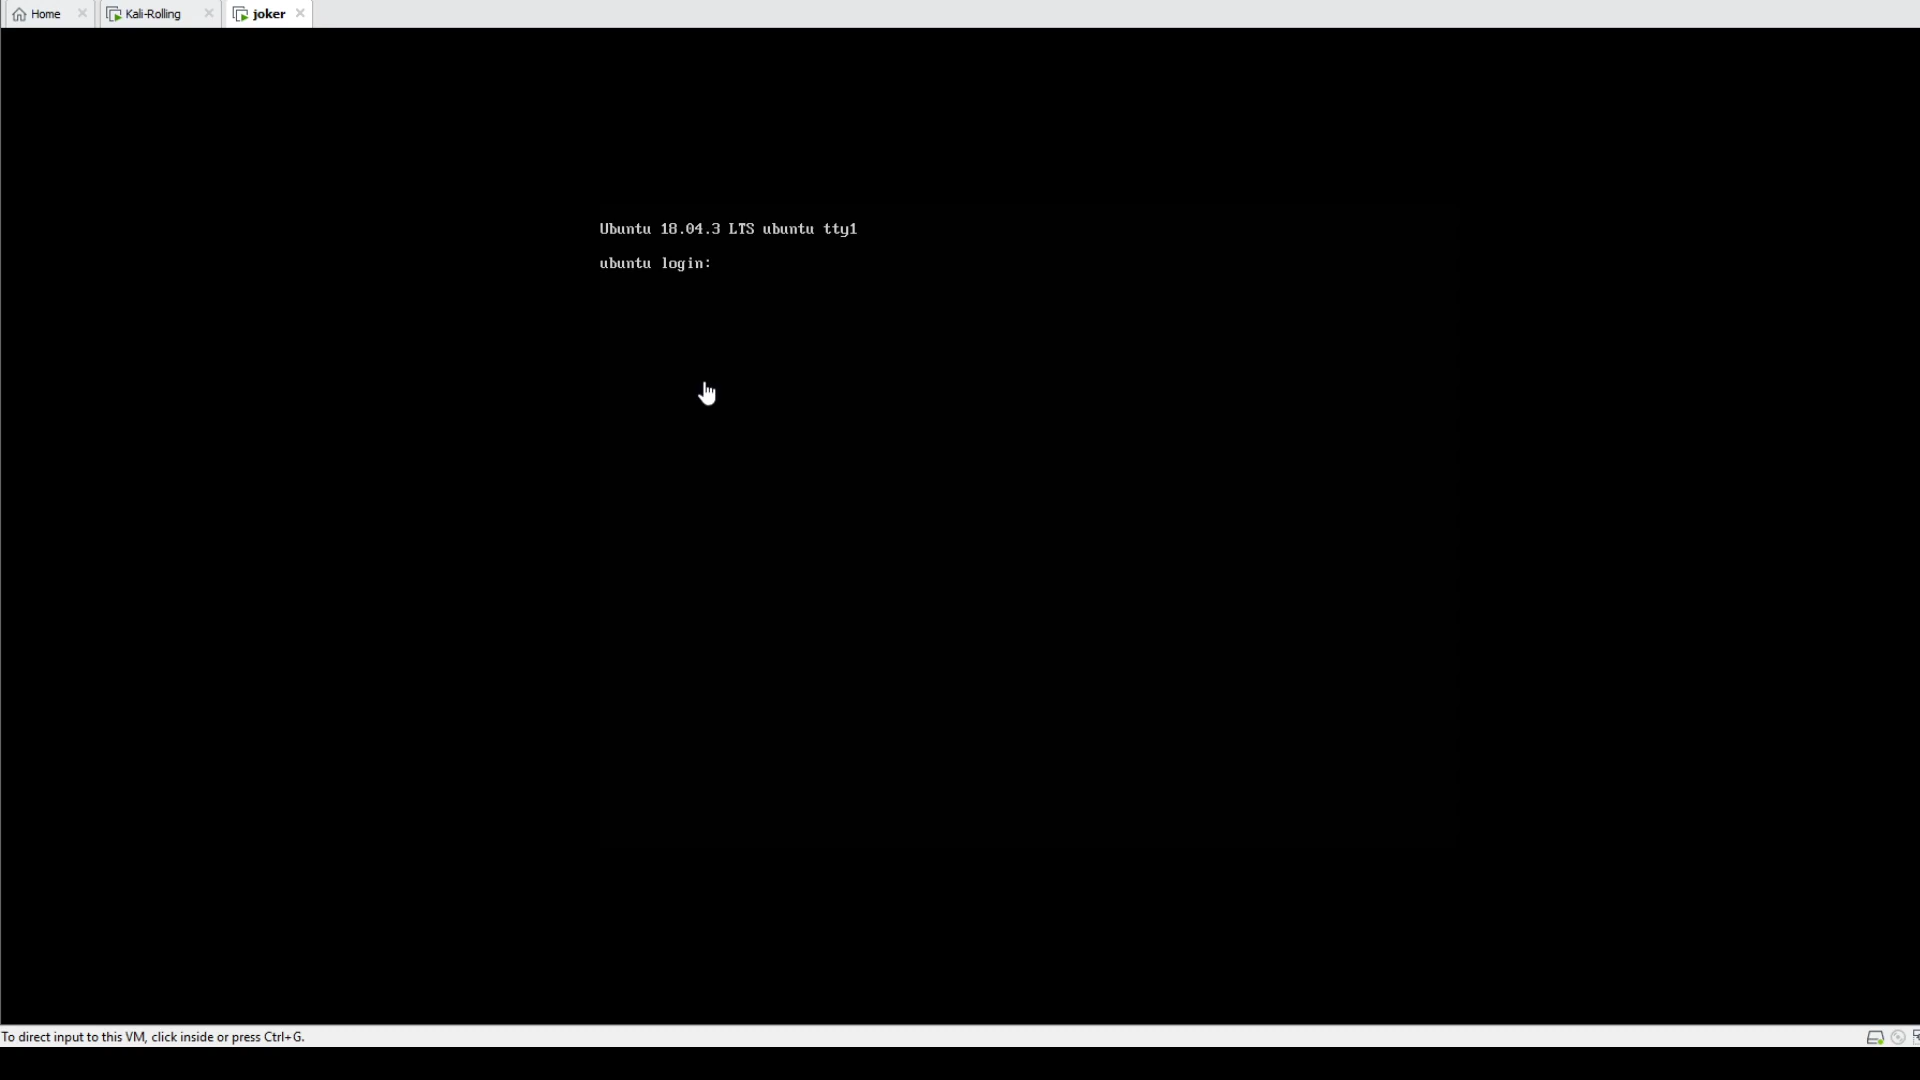 Home
Kali-Rolling
joker
Ubuntu 18.04.3 LTS ubuntu tty1
ubuntu login:
To direct input to this VM, click inside or press Ctrl+G.